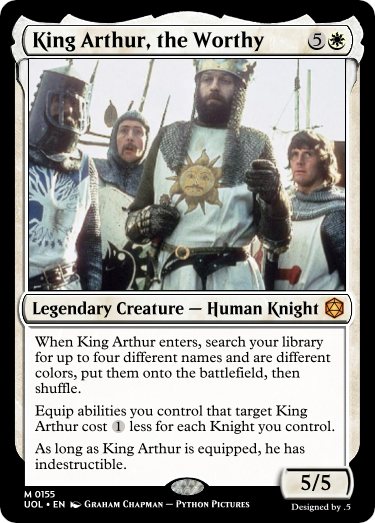 King Arthur, the Worthy 5
Legendary Creature — Human Knight
When King Arthur enters, search your library
for up to four different names and are different
colors, put them onto the battlefield, then
shuffle.
Equip abilities you control that target King
Arthur cost 1 less for each Knight you control.
As long as King Arthur is equipped, he has
indestructible.
5/5
M 0155
UOL • EN Graham Chapman — Python Pictures
Designed by .5